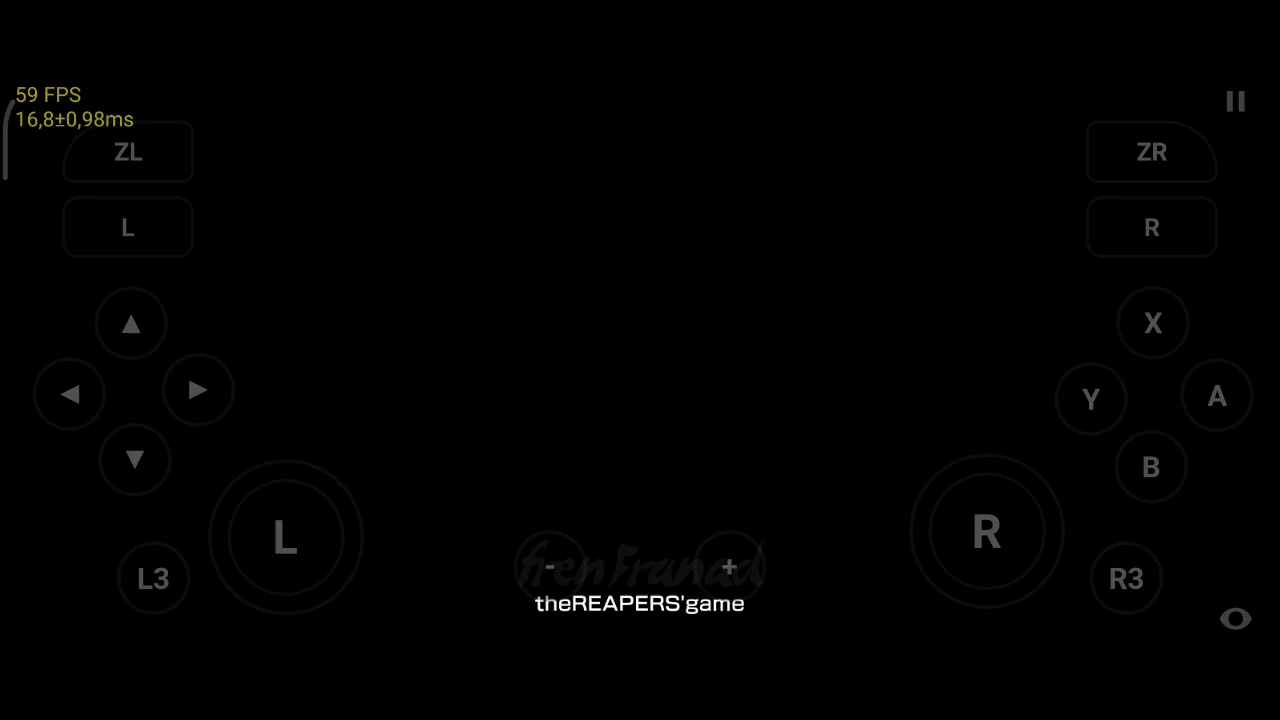 59 FPS
16,8±0,98ms
ZL
ZR
L
R
X
Y
A
B
L
R
L3
-
+
R3
theREAPERS'game